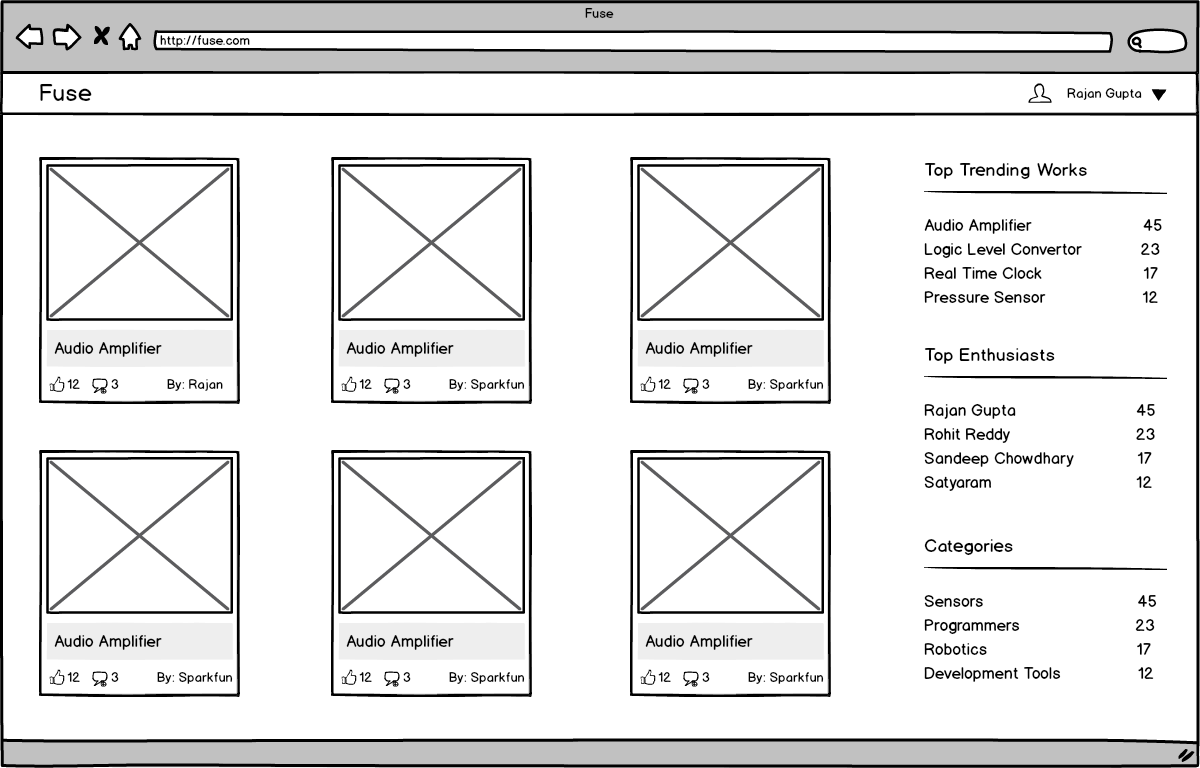 Fuse
http://fuse.com
Fuse
Rajan Gupta
Audio Amplifier
12 3 By: Rajan
Audio Amplifier
12 3 By: Sparkfun
Audio Amplifier
12 3 By: Sparkfun
Audio Amplifier
12 3 By: Sparkfun
Audio Amplifier
12 3 By: Sparkfun
Audio Amplifier
12 3 By: Sparkfun
Top Trending Works
Audio Amplifier 45
Logic Level Convertor 23
Real Time Clock 17
Pressure Sensor 12
Top Enthusiasts
Rajan Gupta 45
Rohit Reddy 23
Sandeep Chowdhary 17
Satyaram 12
Categories
Sensors 45
Programmers 23
Robotics 17
Development Tools 12